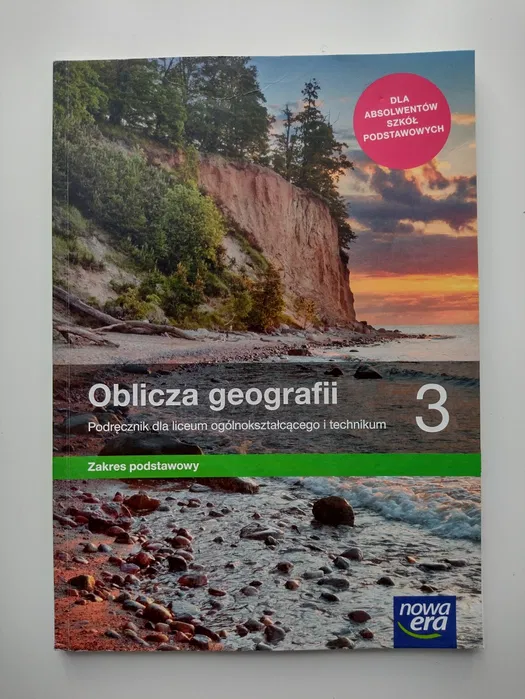 DLA
ABSOLWENTÓW
SZKÓŁ
PODSTAWOWYCH
Oblicza geografii 3
Podręcznik dla liceum ogólnokształcącego i technikum
Zakres podstawowy
nowa
era